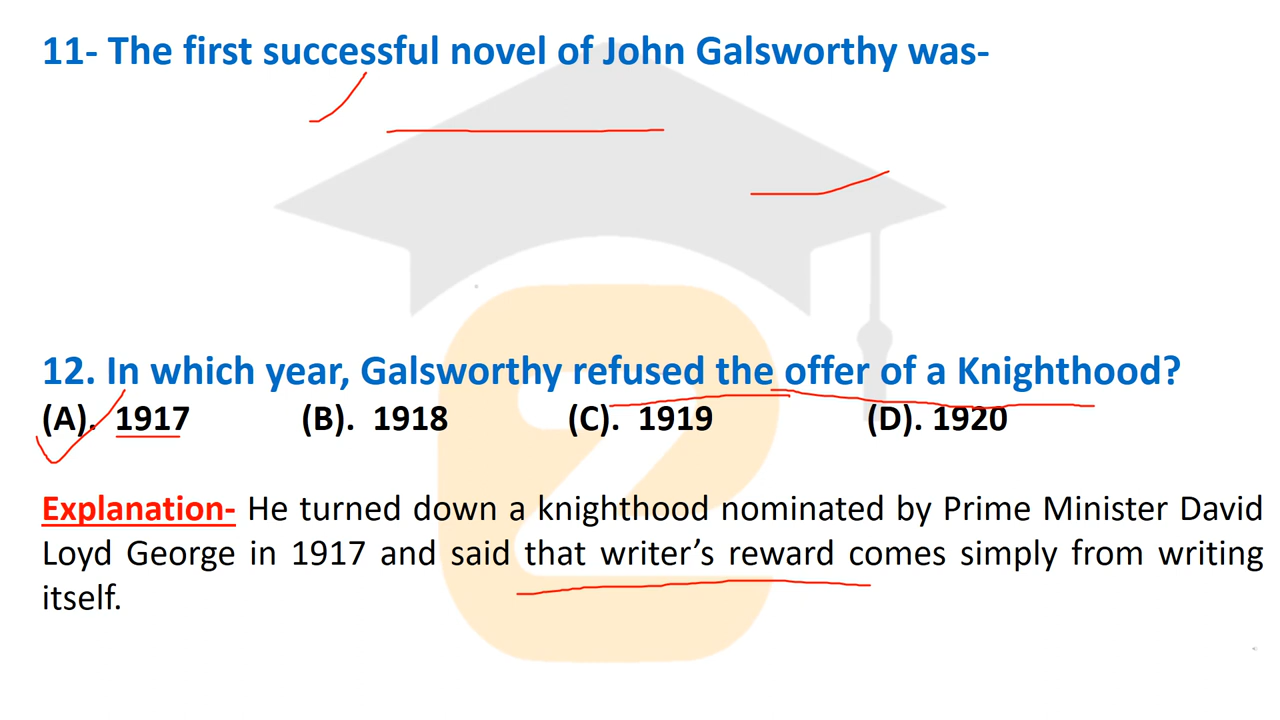 11- The first successful novel of John Galsworthy was-
12. In which year, Galsworthy refused the offer of a Knighthood?
(A). 1917 (B). 1918 (C). 1919 (D). 1920
Explanation- He turned down a knighthood nominated by Prime Minister David
Loyd George in 1917 and said that writer’s reward comes simply from writing
itself.